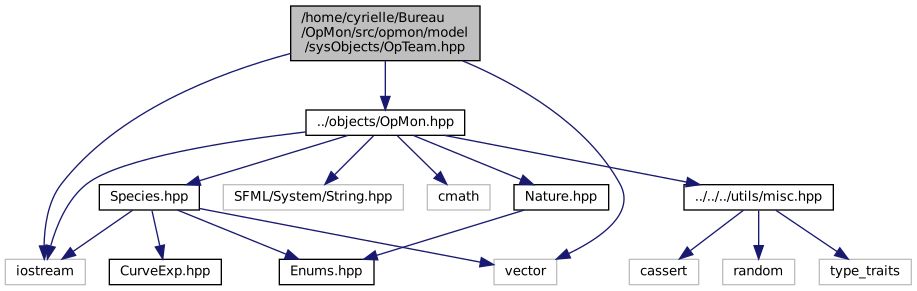 /home/cyrielle/Bureau
/OpMon/src/opmon/model
/sysObjects/OpTeam.hpp
../objects/OpMon.hpp
Species.hpp
SFML/System/String.hpp
cmath
Nature.hpp
../../../utils/misc.hpp
iostream
CurveExp.hpp
Enums.hpp
vector
cassert
random
type_traits